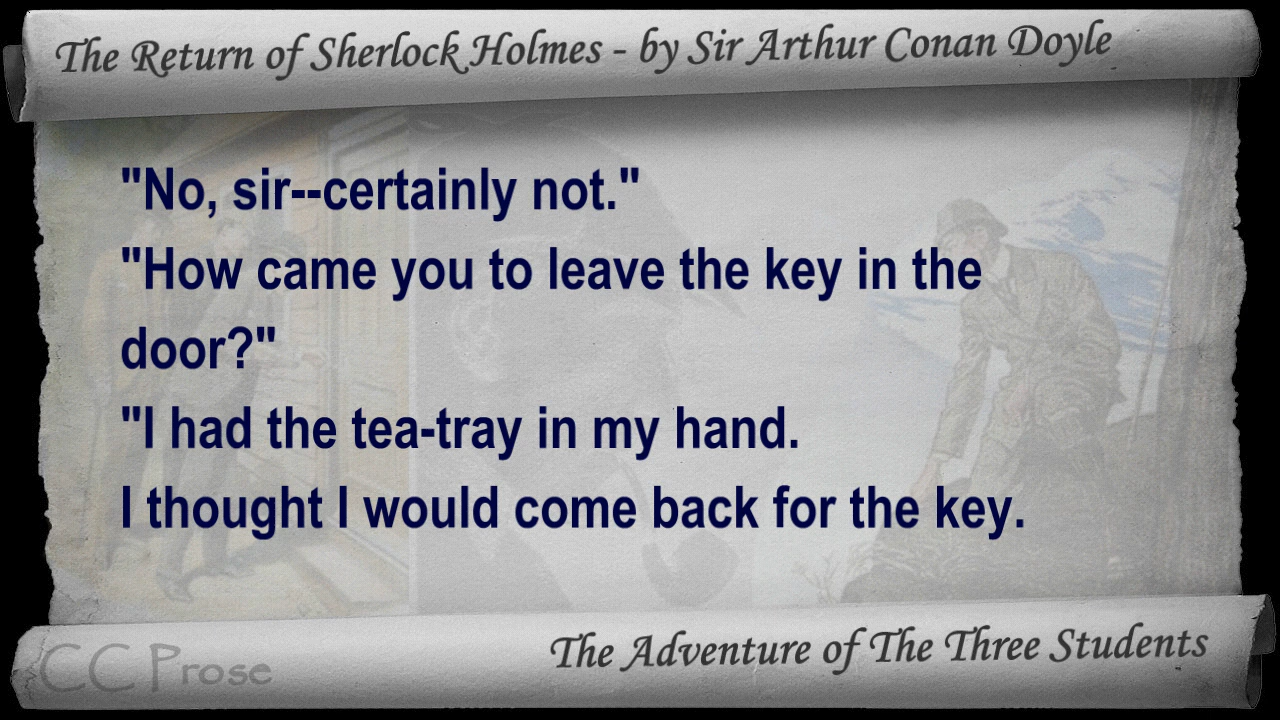 The Return of Sherlock Holmes - by Sir Arthur Conan Doyle
"No, sir--certainly not."
"How came you to leave the key in the
door?"
"I had the tea-tray in my hand.
I thought I would come back for the key.
CC Prose
The Adventure of The Three Students